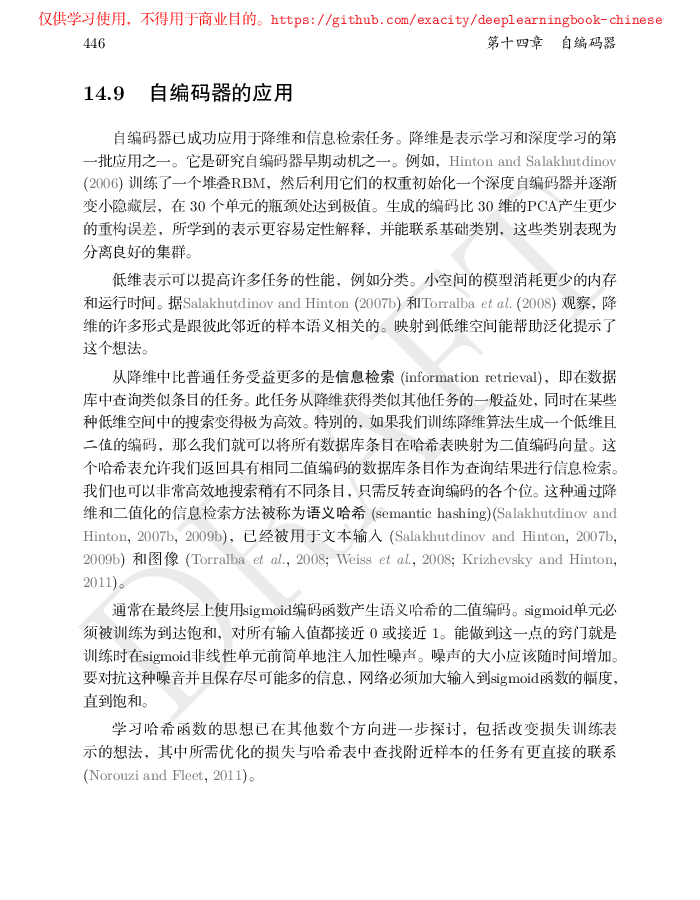 仅供学习使用，不得用于商业目的。https://github.com/exacity/deeplearningbook-chinese
446 第十四章 自编码器
14.9 自编码器的应用
自编码器已成功应用于降维和信息检索任务。降维是表示学习和深度学习的第
一批应用之一。它是研究自编码器早期动机之一。例如，Hinton and Salakhutdinov
(2006) 训练了一个堆叠RBM，然后利用它们的权重初始化一个深度自编码器并逐渐
变小隐藏层，在 30 个单元的瓶颈处达到极值。生成的编码比 30 维的PCA产生更少
的重构误差，所学到的表示更容易定性解释，并能联系基础类别，这些类别表现为
分离良好的集群。
低维表示可以提高许多任务的性能，例如分类。小空间的模型消耗更少的内存
和运行时间。据Salakhutdinov and Hinton (2007b) 和Torralba et al. (2008) 观察，降
维的许多形式是跟彼此邻近的样本语义相关的。映射到低维空间能帮助泛化提示了
这个想法。
从降维中比普通任务受益更多的是信息检索 (information retrieval)，即在数据
库中查询类似条目的任务。此任务从降维获得类似其他任务的一般益处，同时在某些
种低维空间中的搜索变得极为高效。特别的，如果我们训练降维算法生成一个低维且
二值的编码，那么我们就可以将所有数据库条目在哈希表映射为二值编码向量。这
个哈希表允许我们返回具有相同二值编码的数据库条目作为查询结果进行信息检索。
我们也可以非常高效地搜索稍有不同条目，只需反转查询编码的各个位。这种通过降
维和二值化的信息检索方法被称为语义哈希 (semantic hashing)(Salakhutdinov and
Hinton, 2007b, 2009b)，已经被用于文本输入 (Salakhutdinov and Hinton, 2007b,
2009b) 和图像 (Torralba et al., 2008; Weiss et al., 2008; Krizhevsky and Hinton,
2011)。
通常在最终层上使用sigmoid编码函数产生语义哈希的二值编码。sigmoid单元必
须被训练为到达饱和，对所有输入值都接近 0 或接近 1。能做到这一点的窍门就是
训练时在sigmoid非线性单元前简单地注入加性噪声。噪声的大小应该随时间增加。
要对抗这种噪音并且保存尽可能多的信息，网络必须加大输入到sigmoid函数的幅度，
直到饱和。
学习哈希函数的思想已在其他数个方向进一步探讨，包括改变损失训练表
示的想法，其中所需优化的损失与哈希表中查找附近样本的任务有更直接的联系
(Norouzi and Fleet, 2011)。
DRAFT